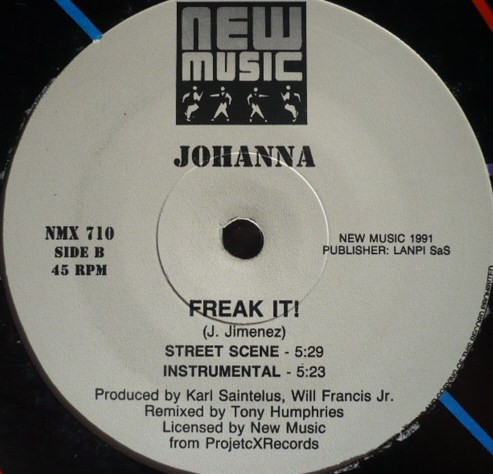 NEW
MUSIC
JOHANNA
NMX 710
SIDE B
45 RPM
NEW MUSIC 1991
PUBLISHER: LANPI SaS
FREAK IT!
(J. Jimenez)
STREET SCENE - 5:29
INSTRUMENTAL - 5:23
Produced by Karl Saintelus, Will Francis Jr.
Remixed by Tony Humphries
Licensed by New Music
from ProjetcXRecords